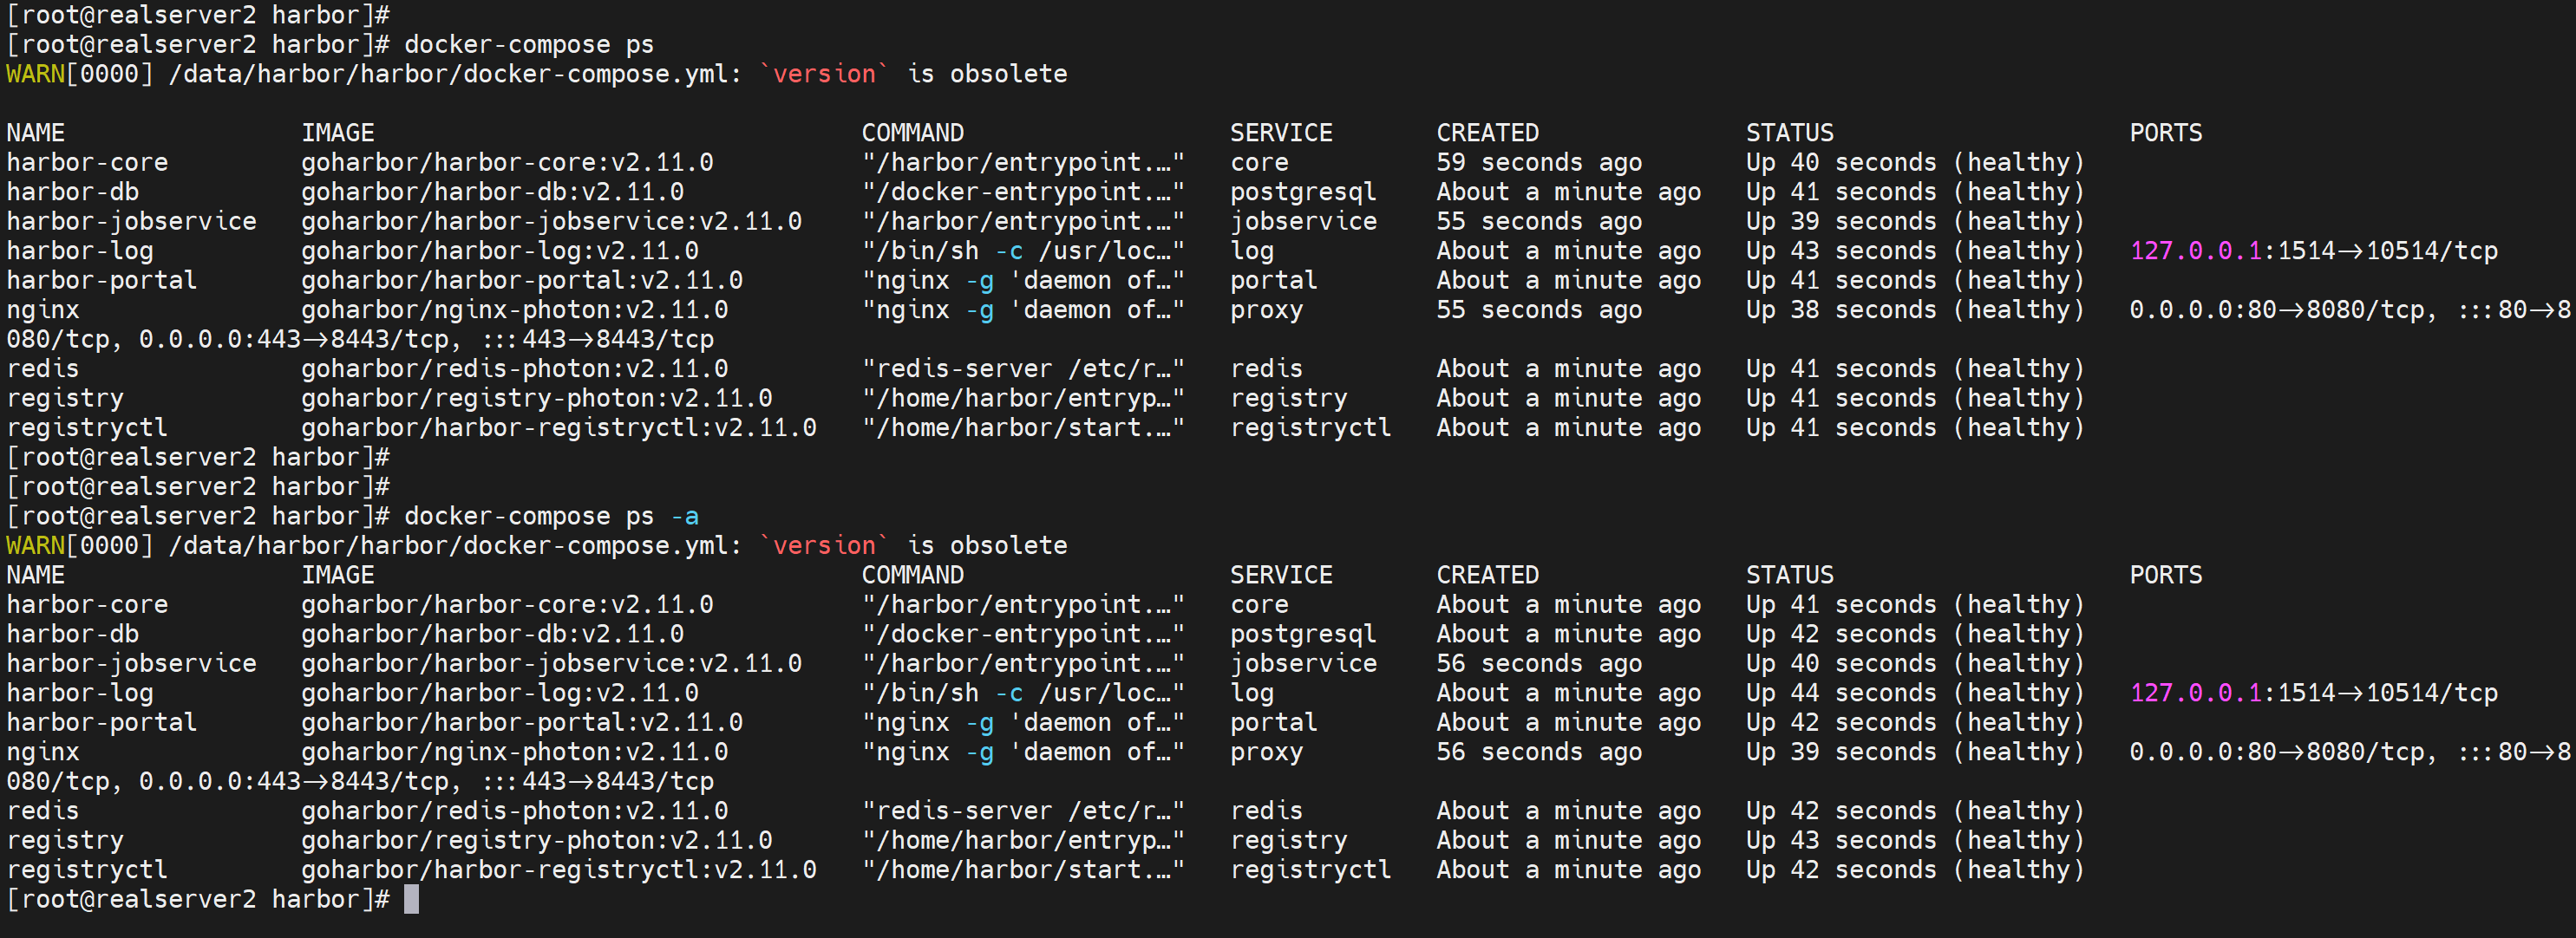 [root@realserver2 harbor]#
[root@realserver2 harbor]# docker-compose ps
WARN[0000] /data/harbor/harbor/docker-compose.yml: `version` is obsolete
NAME                IMAGE                                 COMMAND                  SERVICE       CREATED              STATUS                    PORTS
harbor-core         goharbor/harbor-core:v2.11.0          "/harbor/entrypoint.…"   core          59 seconds ago       Up 40 seconds (healthy)
harbor-db           goharbor/harbor-db:v2.11.0            "/docker-entrypoint.…"   postgresql    About a minute ago   Up 41 seconds (healthy)
harbor-jobservice   goharbor/harbor-jobservice:v2.11.0    "/harbor/entrypoint.…"   jobservice    55 seconds ago       Up 39 seconds (healthy)
harbor-log          goharbor/harbor-log:v2.11.0           "/bin/sh -c /usr/loc…"   log           About a minute ago   Up 43 seconds (healthy)   127.0.0.1:1514->10514/tcp
harbor-portal       goharbor/harbor-portal:v2.11.0        "nginx -g 'daemon of…"   portal        About a minute ago   Up 41 seconds (healthy)
nginx               goharbor/nginx-photon:v2.11.0         "nginx -g 'daemon of…"   proxy         55 seconds ago       Up 38 seconds (healthy)   0.0.0.0:80->8080/tcp, :::80->8
080/tcp, 0.0.0.0:443->8443/tcp, :::443->8443/tcp
redis               goharbor/redis-photon:v2.11.0         "redis-server /etc/r…"   redis         About a minute ago   Up 41 seconds (healthy)
registry            goharbor/registry-photon:v2.11.0      "/home/harbor/entryp…"   registry      About a minute ago   Up 41 seconds (healthy)
registryctl         goharbor/harbor-registryctl:v2.11.0   "/home/harbor/start.…"   registryctl   About a minute ago   Up 41 seconds (healthy)
[root@realserver2 harbor]#
[root@realserver2 harbor]#
[root@realserver2 harbor]# docker-compose ps -a
WARN[0000] /data/harbor/harbor/docker-compose.yml: `version` is obsolete
NAME                IMAGE                                 COMMAND                  SERVICE       CREATED              STATUS                    PORTS
harbor-core         goharbor/harbor-core:v2.11.0          "/harbor/entrypoint.…"   core          About a minute ago   Up 41 seconds (healthy)
harbor-db           goharbor/harbor-db:v2.11.0            "/docker-entrypoint.…"   postgresql    About a minute ago   Up 42 seconds (healthy)
harbor-jobservice   goharbor/harbor-jobservice:v2.11.0    "/harbor/entrypoint.…"   jobservice    56 seconds ago       Up 40 seconds (healthy)
harbor-log          goharbor/harbor-log:v2.11.0           "/bin/sh -c /usr/loc…"   log           About a minute ago   Up 44 seconds (healthy)   127.0.0.1:1514->10514/tcp
harbor-portal       goharbor/harbor-portal:v2.11.0        "nginx -g 'daemon of…"   portal        About a minute ago   Up 42 seconds (healthy)
nginx               goharbor/nginx-photon:v2.11.0         "nginx -g 'daemon of…"   proxy         56 seconds ago       Up 39 seconds (healthy)   0.0.0.0:80->8080/tcp, :::80->8
080/tcp, 0.0.0.0:443->8443/tcp, :::443->8443/tcp
redis               goharbor/redis-photon:v2.11.0         "redis-server /etc/r…"   redis         About a minute ago   Up 42 seconds (healthy)
registry            goharbor/registry-photon:v2.11.0      "/home/harbor/entryp…"   registry      About a minute ago   Up 43 seconds (healthy)
registryctl         goharbor/harbor-registryctl:v2.11.0   "/home/harbor/start.…"   registryctl   About a minute ago   Up 42 seconds (healthy)
[root@realserver2 harbor]#